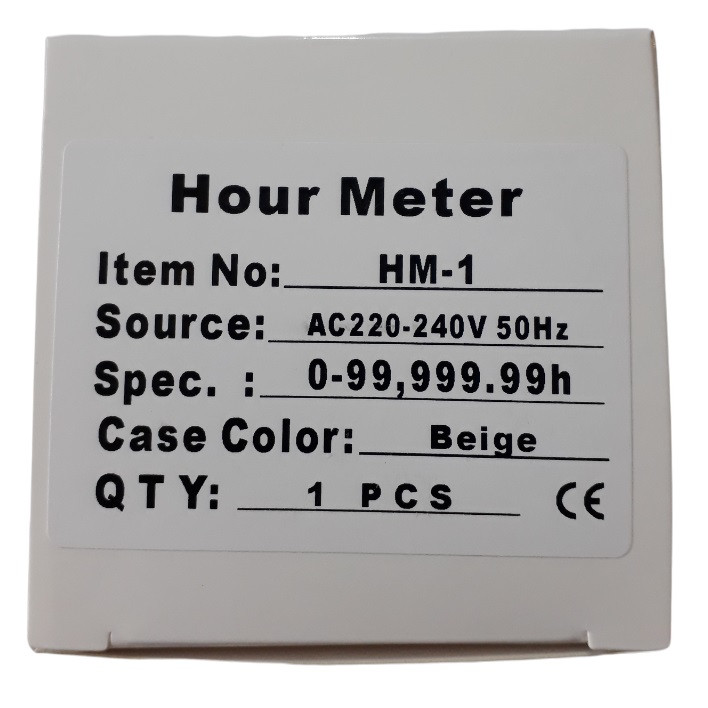 Hour Meter
Item No: HM-1
Source: AC220-240V 50Hz
Spec. : 0-99,999.99h
Case Color: Beige
QTY: 1 PCS CE